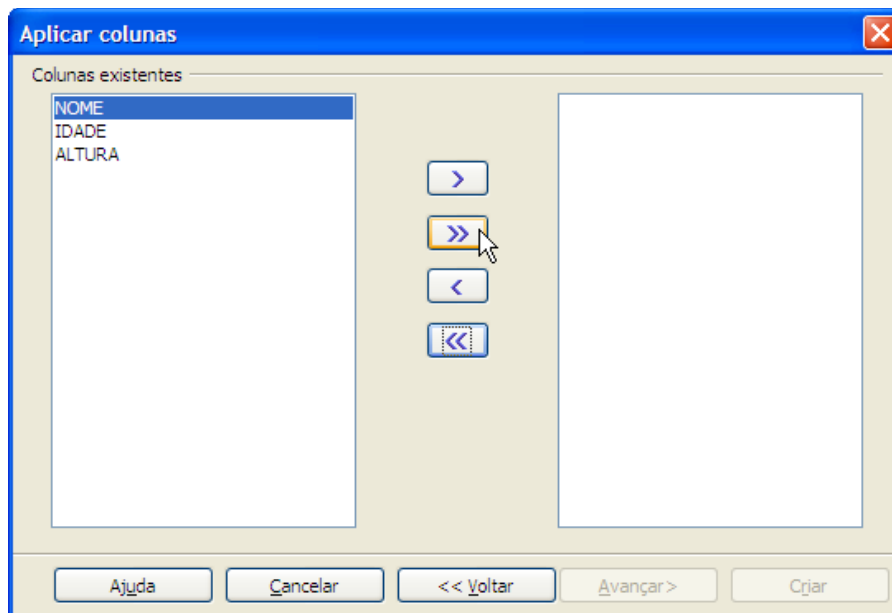 Aplicar colunas
Colunas existentes
NOME
IDADE
ALTURA
>
>>
<
<<
Ajuda
Cancelar
<< Voltar
Avançar>
Criar